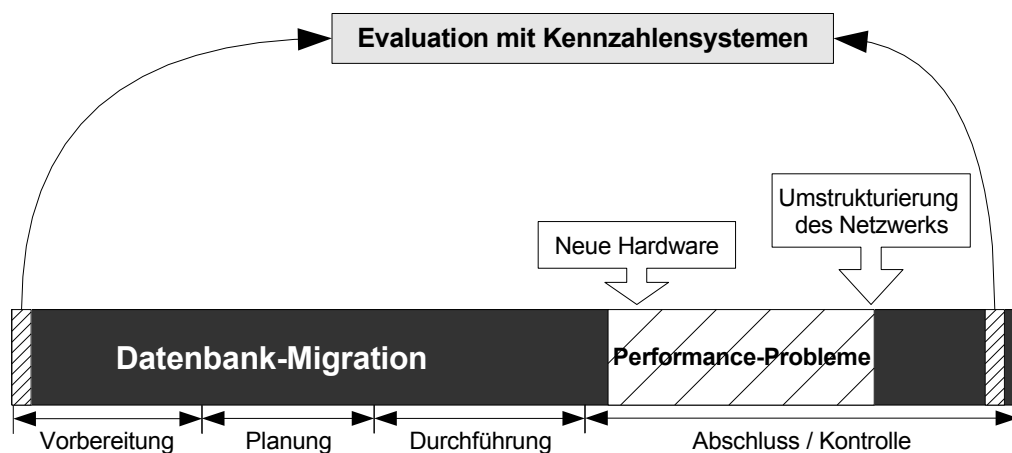 Evaluation mit Kennzahlensystemen
Umstrukturierung
des Netzwerks
Neue Hardware
Datenbank-Migration
Performance-Probleme
Vorbereitung
Planung
Durchführung
Abschluss / Kontrolle